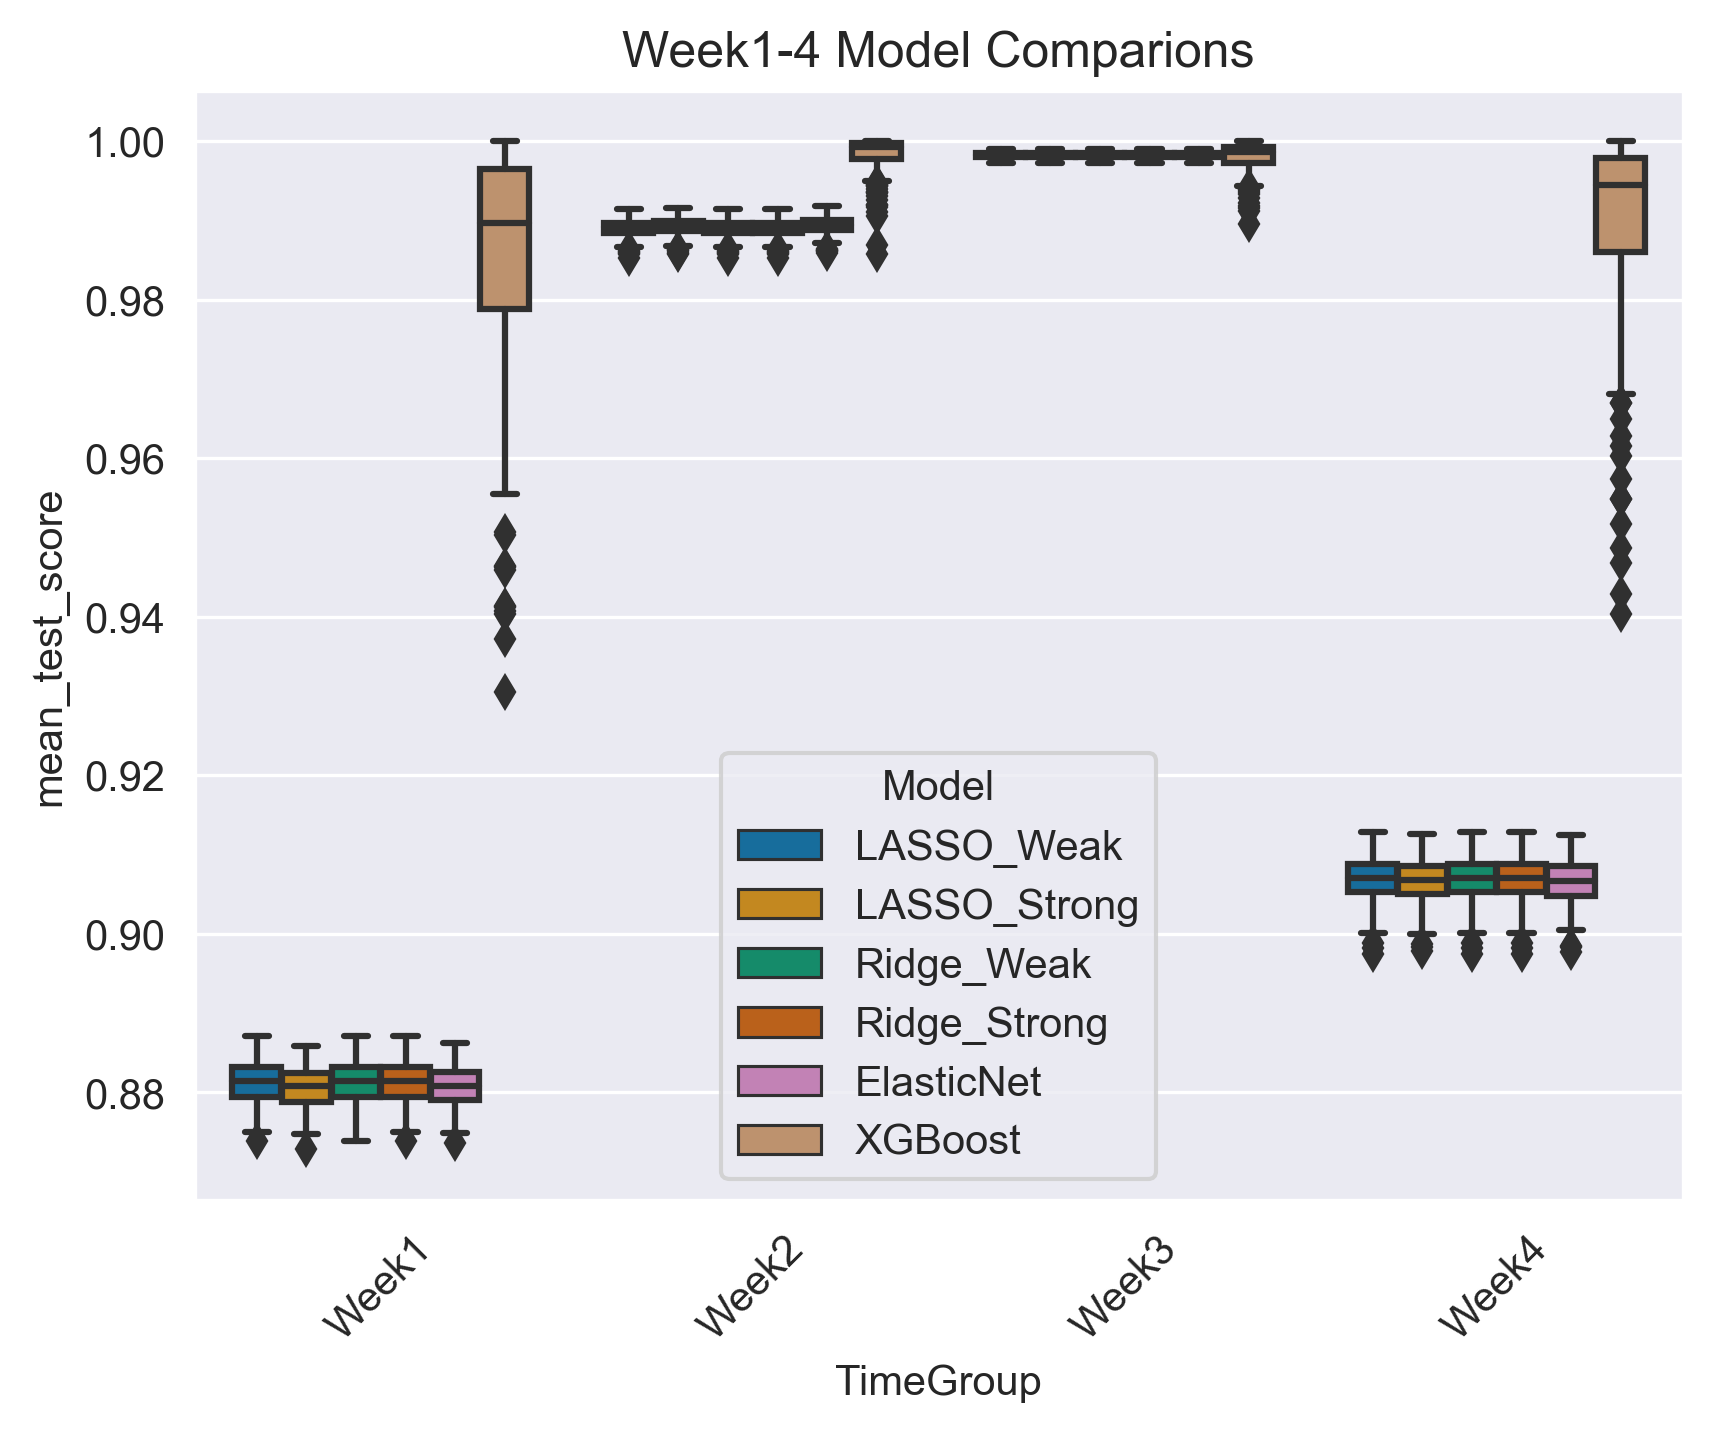 Week1-4 Model Comparions
1.00
0.98
0.96
0.94
0.92
0.90
0.88
mean_test_score
Model
LASSO_Weak
LASSO_Strong
Ridge_Weak
Ridge_Strong
ElasticNet
XGBoost
Week1
Week2
Week3
Week4
TimeGroup